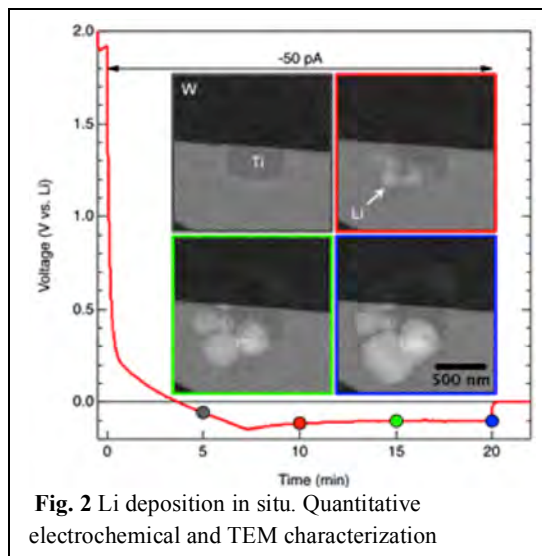 2.0
-50 pA
W
Ti
1.5
Li
Voltage (V vs. Li)
1.0
0.5
500 nm
0.0
0 5 10 15 20
Time (min)
Fig. 2 Li deposition in situ. Quantitative
electrochemical and TEM characterization